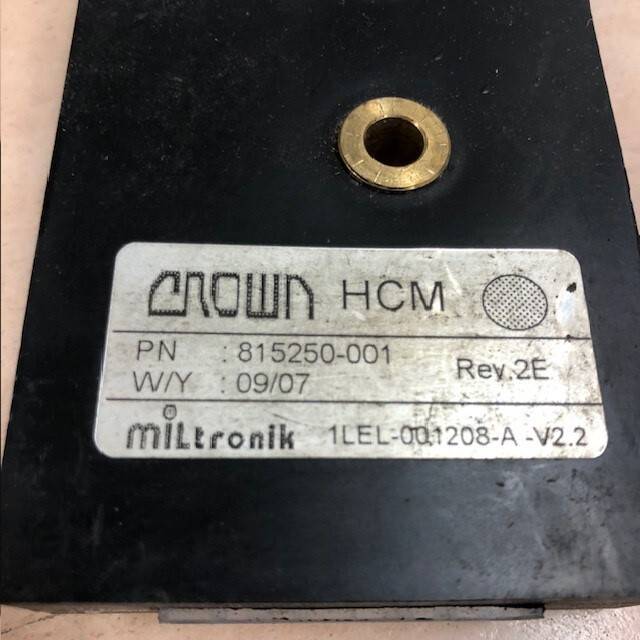 CROWN HCM
PN : 815250-001
Rev.2E
W/Y : 09/07
miLtronik 1LEL-001208-A -V2.2